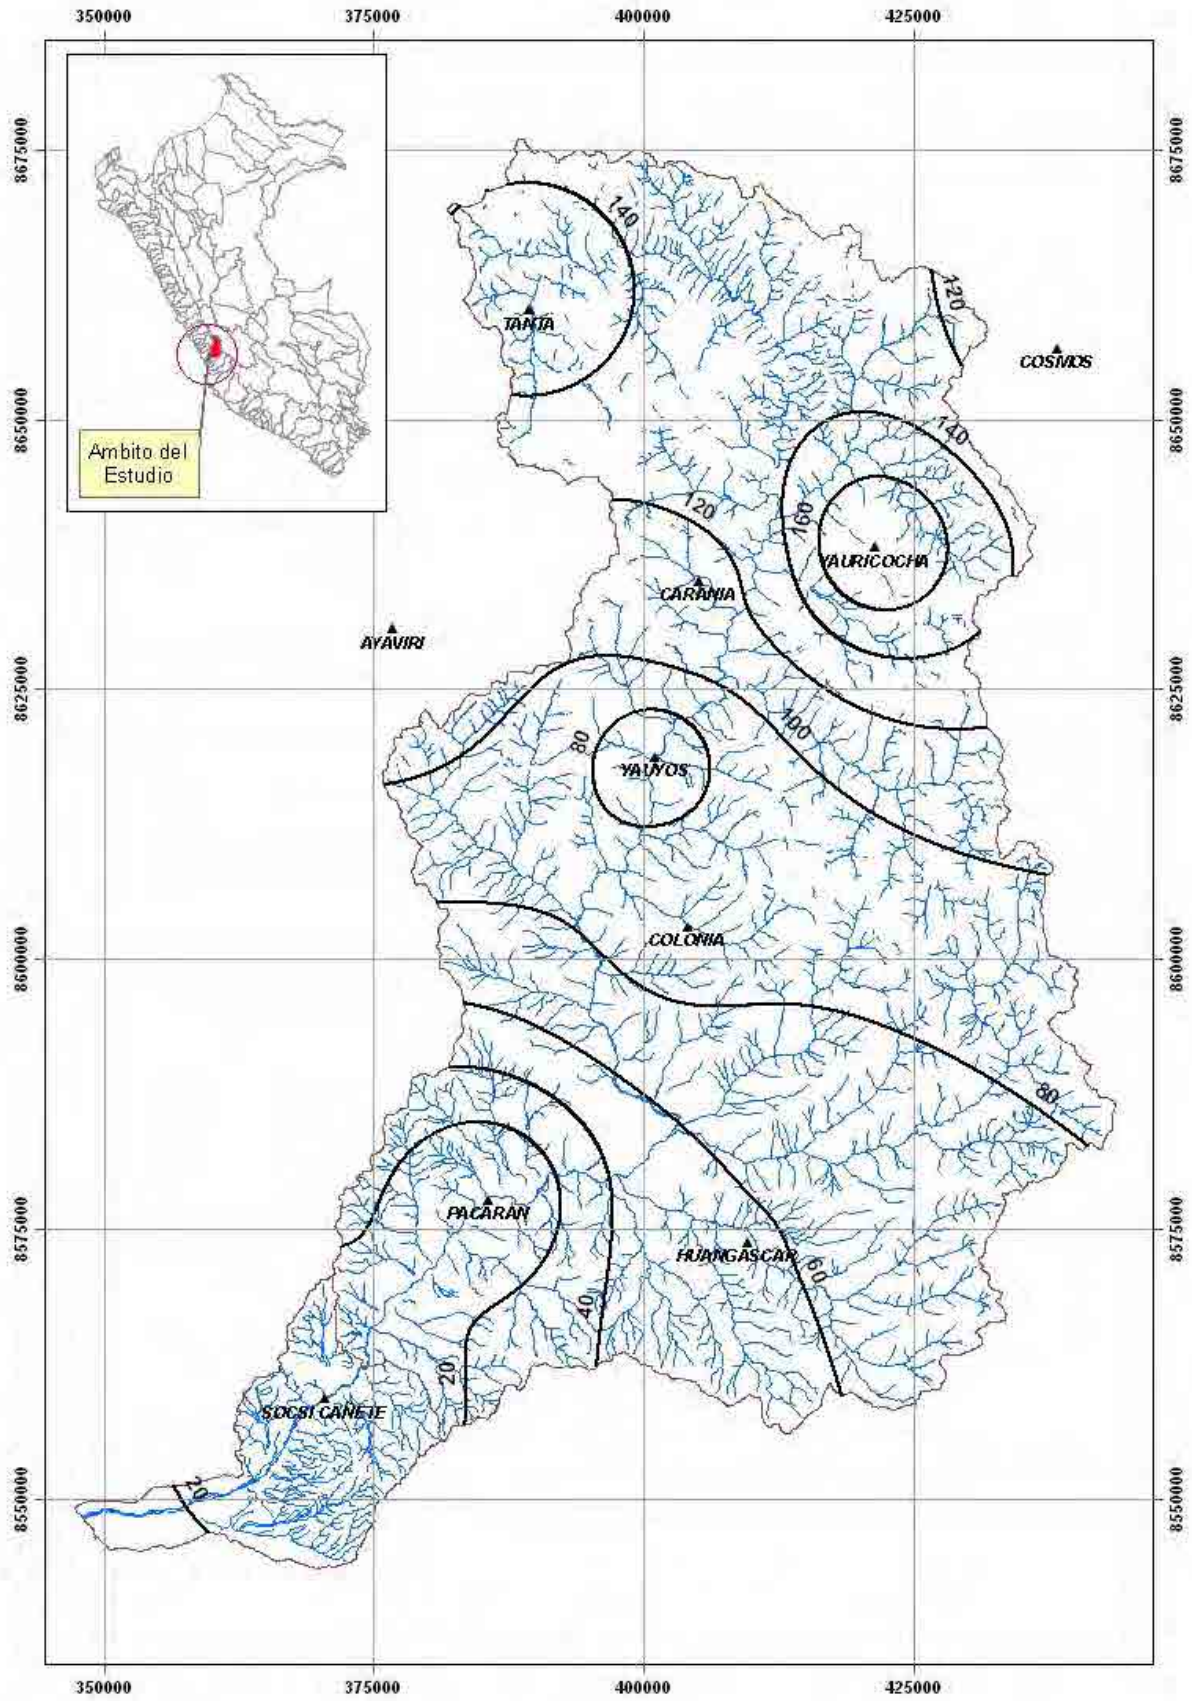 350000
375000
400000
425000
8675000
8675000
140
120
TANTA
COSMOS
8650000
8650000
140
Ambito del
Estudio
120
160
YAURICOCHA
CARANIA
AYAVIRI
8625000
8625000
100
80
YAUYOS
COLONIA
8600000
8600000
80
PACARAN
8575000
8575000
HUANGASCAR
60
40
20
SOCSI CAÑETE
20
8550000
8550000
350000
375000
400000
425000